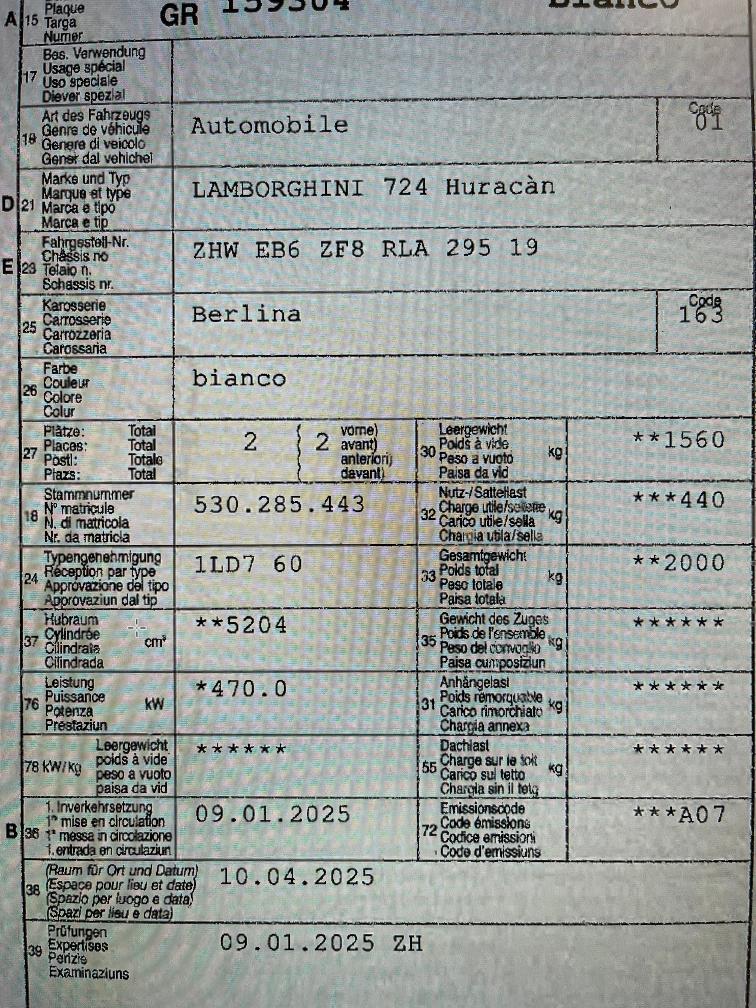 A 15 Plaque
Targa
Numer
GR 159304
17 Bes. Verwendung
Usage spécial
Uso speciale
Diever spezial
19 Art des Fahrzeugs
Genre de véhicule
Genere di veicolo
Gener dal vehichel
Automobile
Code
01
D 21 Marke und Typ
Marque et type
Marca e tipo
Marca e tip
LAMBORGHINI 724 Huracàn
E 23 Fahrgestell-Nr.
Châssis no
Telaio n.
Schassis nr.
ZHW EB6 ZF8 RLA 295 19
25 Karosserie
Carrosserie
Carrozzeria
Carossaria
Berlina
Code
163
26 Farbe
Couleur
Colore
Colur
bianco
27 Plätze: Total
Places: Total
Posti: Totale
Plazs: Total
2 ( 2 vorne)
avant)
anteriori)
davant)
30 Leergewicht
Poids à vide
Peso a vuoto
Paisa da vid
kg
**1560
18 Stammnummer
N° matricule
N. di matricola
Nr. da matricla
530.285.443
32 Nutz-/Sattellast
Charge utile/sellette
Carico utile/sella
Chargia utila/sella
kg
***440
24 Typengenehmigung
Réception par type
Approvazione del tipo
Approvaziun dal tip
1LD7 60
33 Gesamtgewicht
Poids total
Peso totale
Paisa totala
kg
**2000
37 Hubraum
Cylindrée
Cilindrata
Cilindrada
cm³
**5204
35 Gewicht des Zuges
Poids de l'ensemble
Peso del convoglio
Paisa cumposiziun
kg
******
76 Leistung
Puissance
Potenza
Prestaziun
kW
*470.0
31 Anhängelast
Poids remorquable
Carico rimorchiato
Chargia annexa
kg
******
78 KW/kg Leergewicht
poids à vide
peso a vuoto
paisa da vid
******
55 Dachlast
Charge sur le toit
Carico sul tetto
Chargia sin il tetg
kg
******
B 36 1. Inverkehrsetzung
1re mise en circulation
1a messa in circolazione
1. entrada en circulaziun
09.01.2025
72 Emissionscode
Code émissions
Codice emissioni
Code d'emissiuns
***A07
38 (Raum für Ort und Datum)
(Espace pour lieu et date)
(Spazio per luogo e data)
(Spazi per lieu e data)
10.04.2025
39 Prüfungen
Expertises
Perizie
Examinaziuns
09.01.2025 ZH